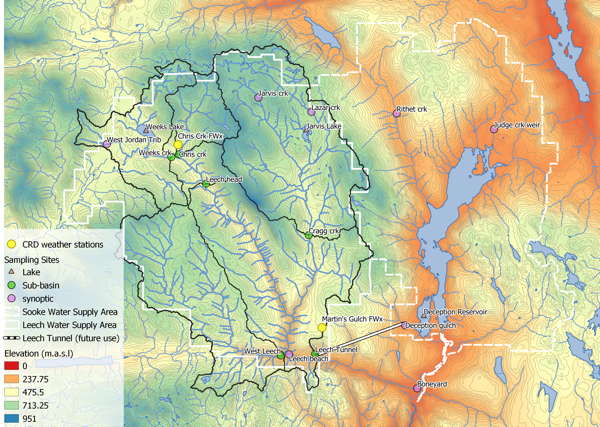 Jarvis crk
Lazar crk
Rithet crk
Weeks Lake
Jarvis Lake
Judge crk weir
Chris Crk FWx
West Jordan Trib
Weeks crk
Chris crk
Leech head
Cragg crk
CRD weather stations
Sampling Sites
Lake
Sub-basin
synoptic
Sooke Water Supply Area
Leech Water Supply Area
Leech Tunnel (future use)
Elevation (m.a.s.l)
0
237.75
475.5
713.25
951
Deception Reservoir
Martin's Gulch FWx
Deception gulch
West Leech
Leech Tunnel
Leech beach
Boneyard